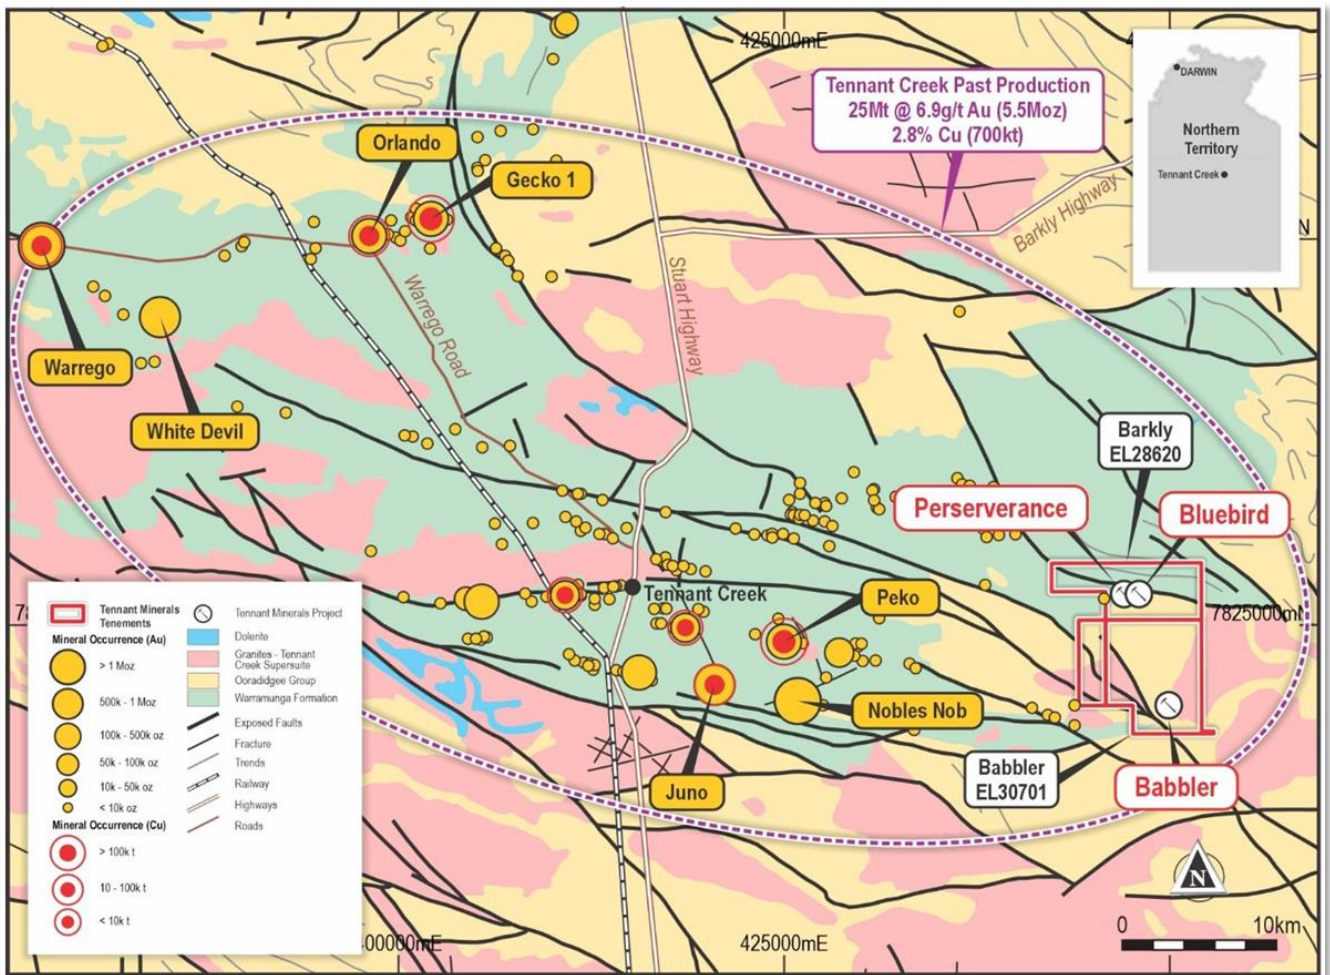 425000mE
Tennant Creek Past Production
25Mt @ 6.9g/t Au (5.5Moz)
2.8% Cu (700kt)
DARWIN
Northern
Territory
Tennant Creek
Orlando
Gecko 1
Barkly Highway
N
Warrego Road
Stuart Highway
Warrego
White Devil
Barkly
EL28620
Perserverance
Bluebird
Tennant Creek
Peko
7825000mN
Nobles Nob
Juno
Babbler
EL30701
Babbler
Tennant Minerals
Tenements
Mineral Occurrence (Au)
> 1 Moz
500k - 1 Moz
100k - 500k oz
50k - 100k oz
10k - 50k oz
< 10k oz
Mineral Occurrence (Cu)
> 100k t
10 - 100k t
< 10k t
Tennant Minerals Project
Dolerite
Granites - Tennant
Creek Supersuite
Ooradidgee Group
Warramunga Formation
Exposed Faults
Fracture
Trends
Railway
Highways
Roads
N
0 10km
00000mE
425000mE